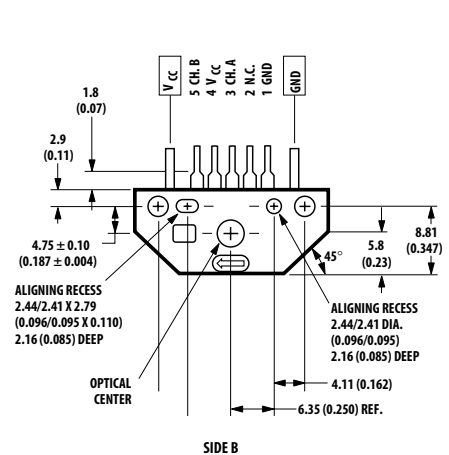 V CC
5 CH. B
4 V CC
3 CH. A
2 N.C.
1 GND
GND
1.8
(0.07)
2.9
(0.11)
4.75 ± 0.10
(0.187 ± 0.004)
5.8
(0.23)
8.81
(0.347)
45°
ALIGNING RECESS
2.44/2.41 X 2.79
(0.096/0.095 X 0.110)
2.16 (0.085) DEEP
ALIGNING RECESS
2.44/2.41 DIA.
(0.096/0.095)
2.16 (0.085) DEEP
OPTICAL
CENTER
4.11 (0.162)
6.35 (0.250) REF.
SIDE B